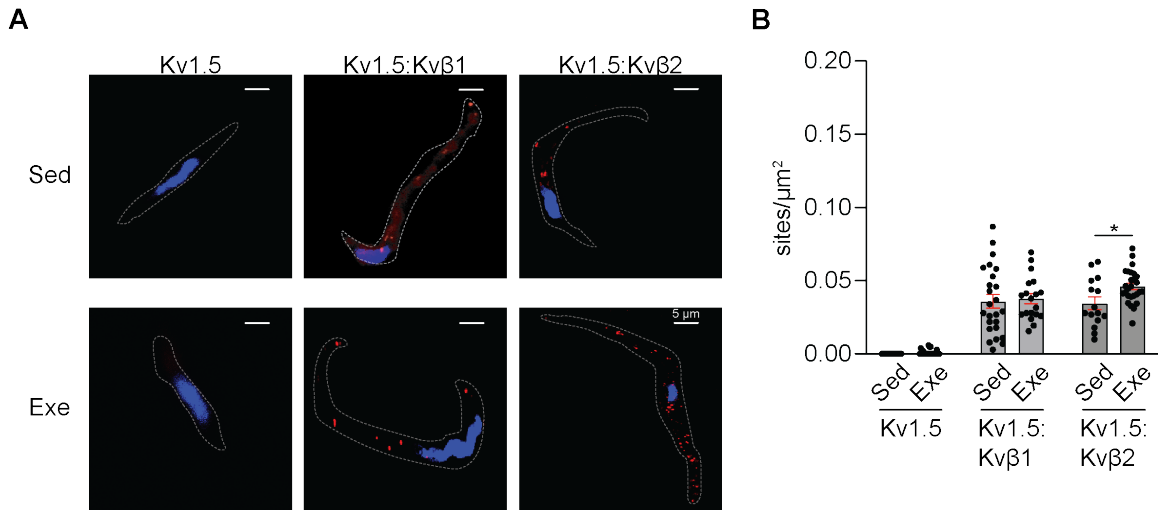 A
Kv1.5
Kv1.5:Kvβ1
Kv1.5:Kvβ2
Sed
Exe
5 µm
B
sites/µm²
0.20
0.15
0.10
0.05
0.00
*
Sed
Exe
Sed
Exe
Sed
Exe
Kv1.5
Kv1.5:
Kvβ1
Kv1.5:
Kvβ2